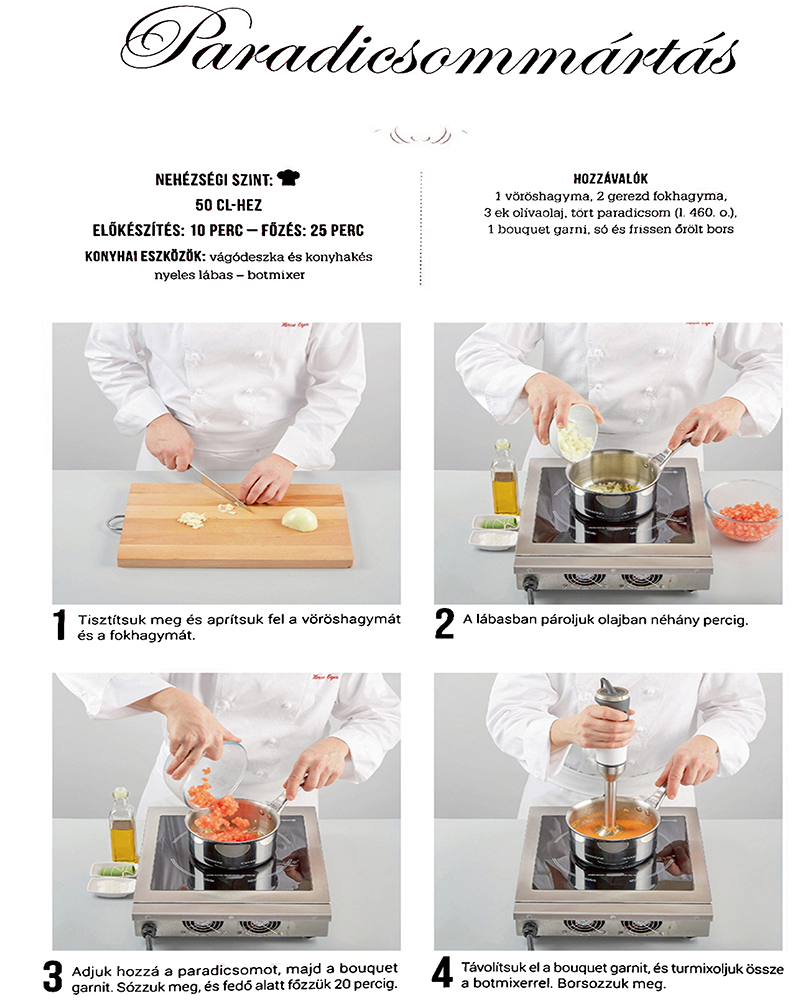 Paradicsommártás
NEHÉZSÉGI SZINT:
50 CL-HEZ
ELŐKÉSZÍTÉS: 10 PERC – FŐZÉS: 25 PERC
KONYHAI ESZKÖZÖK: vágódeszka és konyhakés
nyeles lábas – botmixer
HOZZÁVALÓK
1 vöröshagyma, 2 gerezd fokhagyma,
3 ek olívaolaj, tört paradicsom (l. 460. o.),
1 bouquet garni, só és frissen őrölt bors
1 Tisztítsuk meg és aprítsuk fel a vöröshagymát
és a fokhagymát.
2 A lábasban pároljuk olajban néhány percig.
3 Adjuk hozzá a paradicsomot, majd a bouquet
garnit. Sózzuk meg, és fedő alatt főzzük 20 percig.
4 Távolítsuk el a bouquet garnit, és turmixoljuk össze
a botmixerrel. Borsozzuk meg.